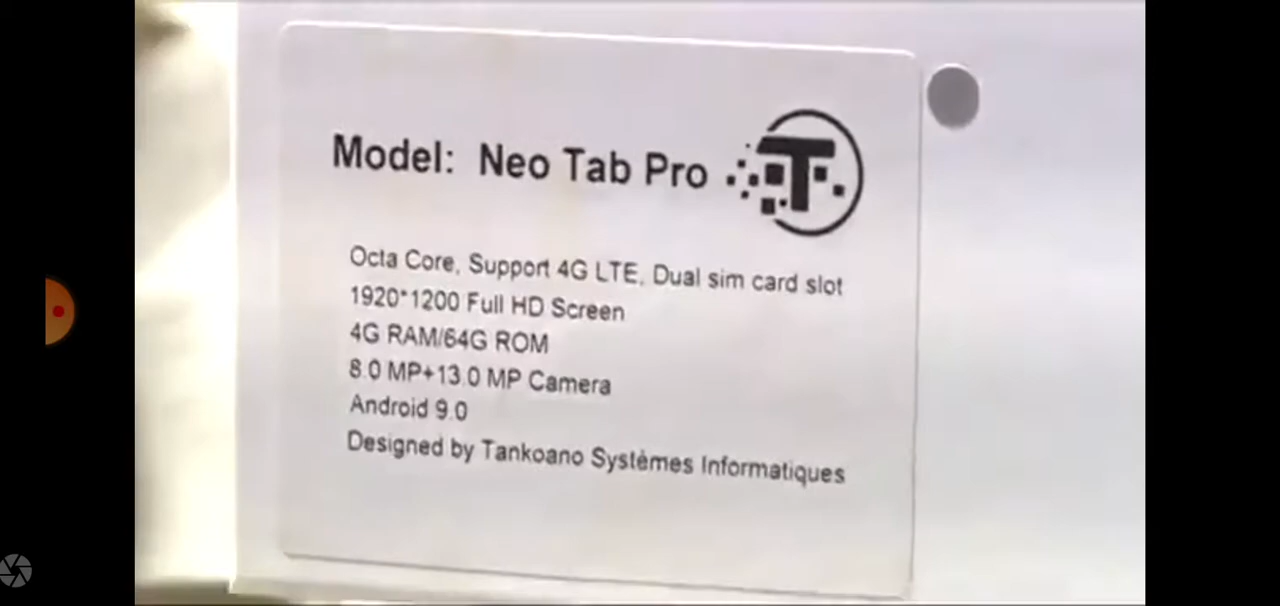 Model: Neo Tab Pro T
Octa Core, Support 4G LTE, Dual sim card slot
1920*1200 Full HD Screen
4G RAM/64G ROM
8.0 MP+13.0 MP Camera
Android 9.0
Designed by Tankoano Systèmes Informatiques